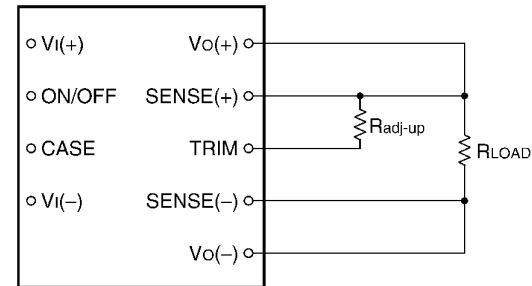 VI(+) VO(+)
ON/OFF SENSE(+)
Radj-up
CASE TRIM
RLOAD
VI(–) SENSE(–)
VO(–)